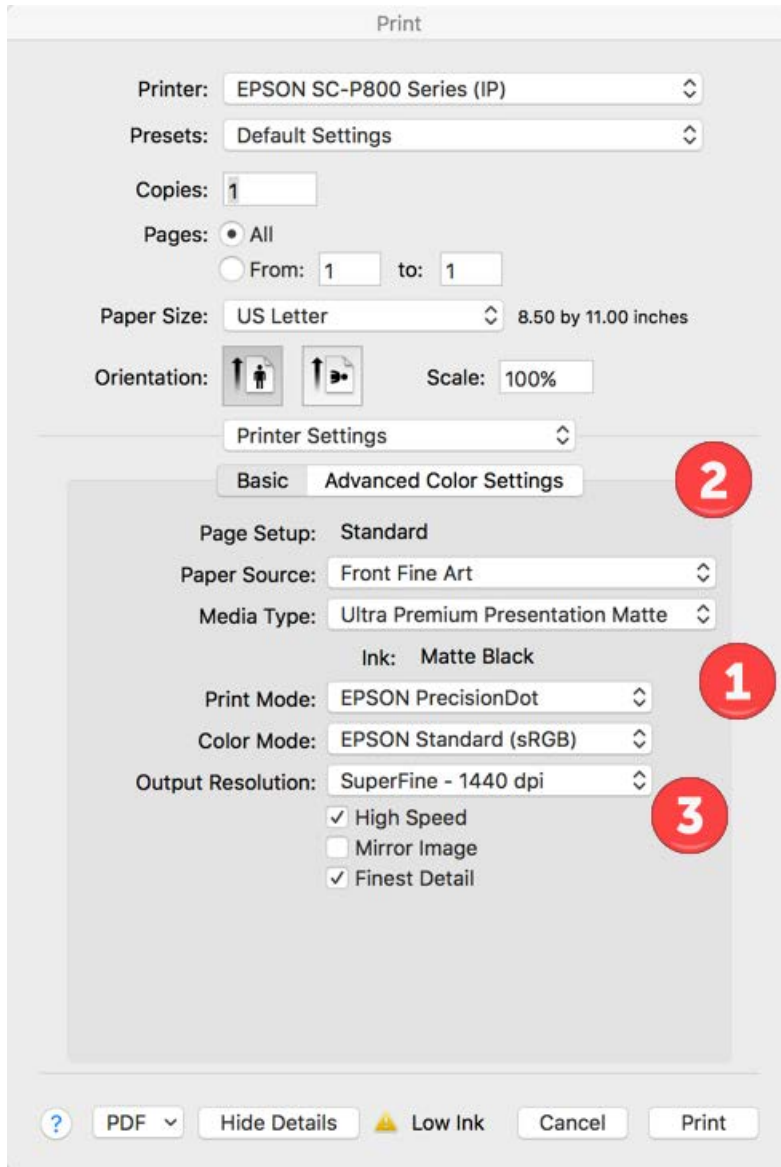 Print
Printer: EPSON SC-P800 Series (IP)
Presets: Default Settings
Copies: 1
Pages: All
From: 1 to: 1
Paper Size: US Letter 8.50 by 11.00 inches
Orientation: Scale: 100%
Printer Settings
Basic Advanced Color Settings
2
Page Setup: Standard
Paper Source: Front Fine Art
Media Type: Ultra Premium Presentation Matte
Ink: Matte Black
1
Print Mode: EPSON PrecisionDot
Color Mode: EPSON Standard (sRGB)
Output Resolution: SuperFine - 1440 dpi
3
High Speed
Mirror Image
Finest Detail
? PDF Hide Details Low Ink Cancel Print